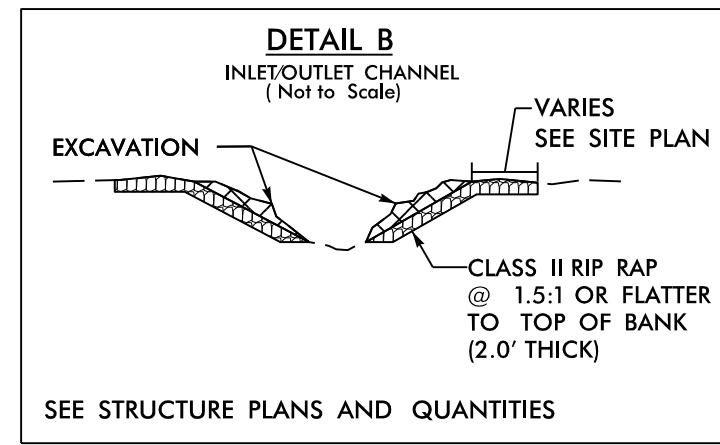 DETAIL B
INLET/OUTLET CHANNEL
( Not to Scale)
VARIES
SEE SITE PLAN
EXCAVATION
CLASS II RIP RAP
@ 1.5:1 OR FLATTER
TO TOP OF BANK
(2.0' THICK)
SEE STRUCTURE PLANS AND QUANTITIES